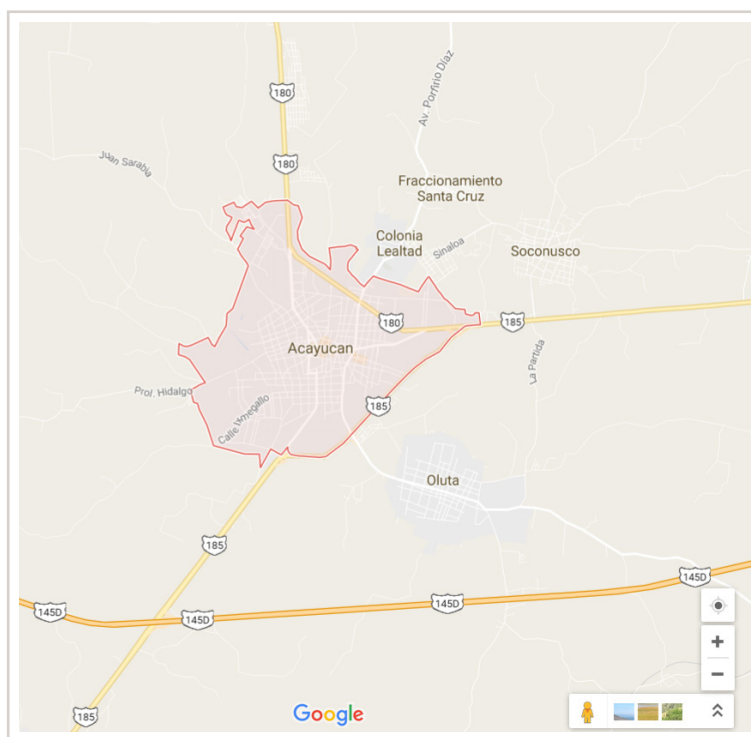 180
Av. Porfirio Díaz
180
Juan Sarabia
Fraccionamiento
Santa Cruz
Colonia
Lealtad
Sinaloa
Soconusco
180
185
Acayucan
La Partida
Prol. Hidalgo
185
Calle
Oluta
185
145D
145D
145D
145D
185
Google